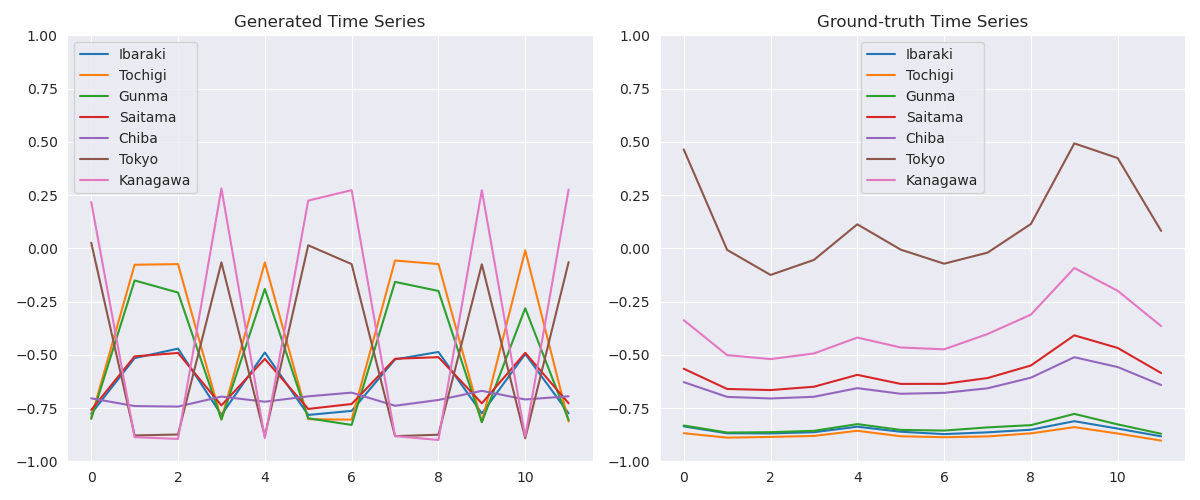 Generated Time Series
1.00
0.75
0.50
0.25
0.00
−0.25
−0.50
−0.75
−1.00
0 2 4 6 8 10
Ibaraki
Tochigi
Gunma
Saitama
Chiba
Tokyo
Kanagawa
Ground-truth Time Series
1.00
0.75
0.50
0.25
0.00
−0.25
−0.50
−0.75
−1.00
0 2 4 6 8 10
Ibaraki
Tochigi
Gunma
Saitama
Chiba
Tokyo
Kanagawa